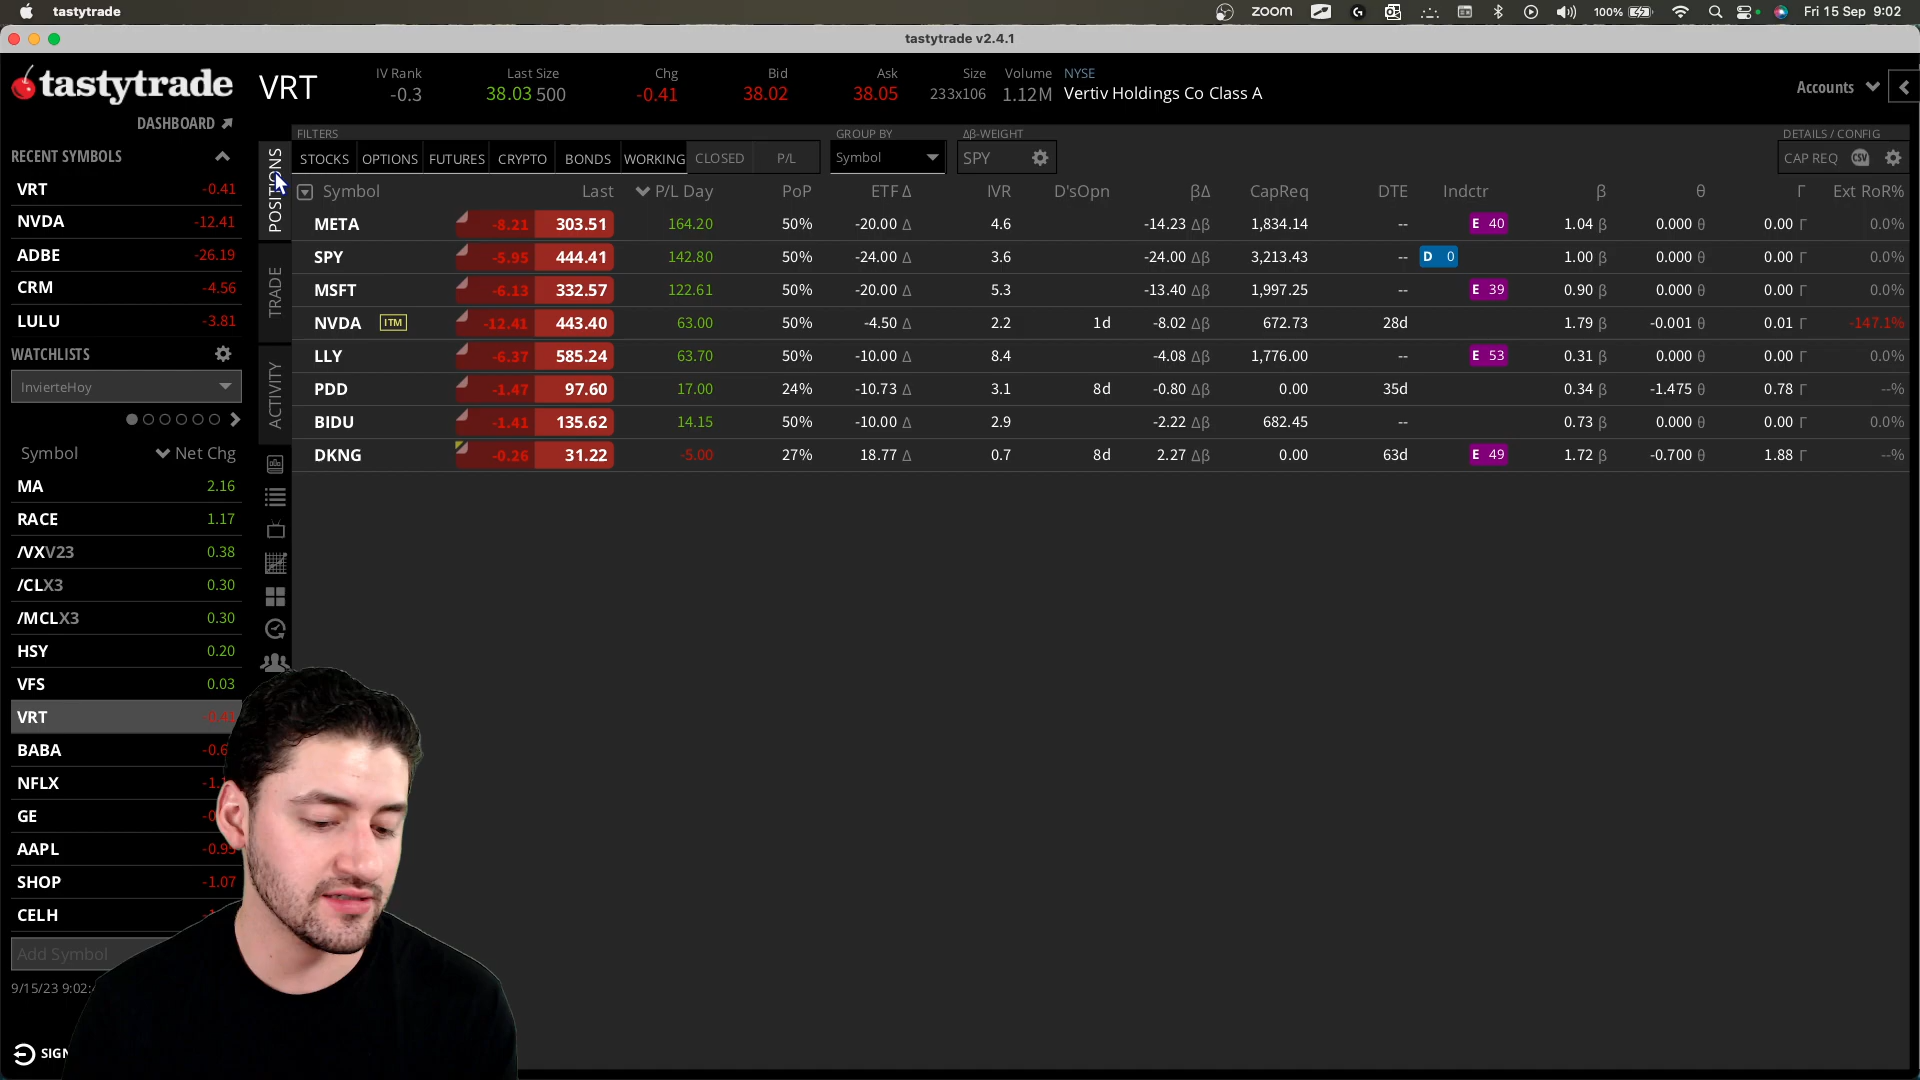 tastytrade
zoom
100%
Fri 15 Sep 9:02
tastytrade v2.4.1
tastytrade
DASHBOARD
VRT
IV Rank
-0.3
Last Size
38.03 500
Chg
-0.41
Bid
38.02
Ask
38.05
Size
233x106
Volume
1.12M
NYSE
Vertiv Holdings Co Class A
Accounts
RECENT SYMBOLS
VRT -0.41
NVDA -12.41
ADBE -26.19
CRM -4.56
LULU -3.81
WATCHLISTS
InvierteHoy
Symbol Net Chg
MA 2.16
RACE 1.17
/VXV23 0.38
/CLX3 0.30
/MCLX3 0.30
HSY 0.20
VFS 0.03
VRT -0.41
BABA
NFLX
GE
AAPL
SHOP -1.07
CELH
Add Symbol
9/15/23 9:02:
SIGN
POSITIONS
TRADE
ACTIVITY
FILTERS
STOCKS OPTIONS FUTURES CRYPTO BONDS WORKING CLOSED P/L
GROUP BY
Symbol
Δβ-WEIGHT
SPY
DETAILS / CONFIG
CAP REQ CSV
Symbol Last P/L Day PoP ETF Δ IVR D'sOpn βΔ CapReq DTE Indctr β θ Γ Ext RoR%
META -8.21 303.51 164.20 50% -20.00 Δ 4.6 -14.23 Δβ 1,834.14 -- E 40 1.04 β 0.000 θ 0.00 Γ 0.0%
SPY -5.95 444.41 142.80 50% -24.00 Δ 3.6 -24.00 Δβ 3,213.43 -- D 0 1.00 β 0.000 θ 0.00 Γ 0.0%
MSFT -6.13 332.57 122.61 50% -20.00 Δ 5.3 -13.40 Δβ 1,997.25 -- E 39 0.90 β 0.000 θ 0.00 Γ 0.0%
NVDA ITM -12.41 443.40 63.00 50% -4.50 Δ 2.2 1d -8.02 Δβ 672.73 28d 1.79 β -0.001 θ 0.01 Γ -147.1%
LLY -6.37 585.24 63.70 50% -10.00 Δ 8.4 -4.08 Δβ 1,776.00 -- E 53 0.31 β 0.000 θ 0.00 Γ 0.0%
PDD -1.47 97.60 17.00 24% -10.73 Δ 3.1 8d -0.80 Δβ 0.00 35d 0.34 β -1.475 θ 0.78 Γ --%
BIDU -1.41 135.62 14.15 50% -10.00 Δ 2.9 -2.22 Δβ 682.45 -- 0.73 β 0.000 θ 0.00 Γ 0.0%
DKNG -0.26 31.22 -5.00 27% 18.77 Δ 0.7 8d 2.27 Δβ 0.00 63d E 49 1.72 β -0.700 θ 1.88 Γ --%